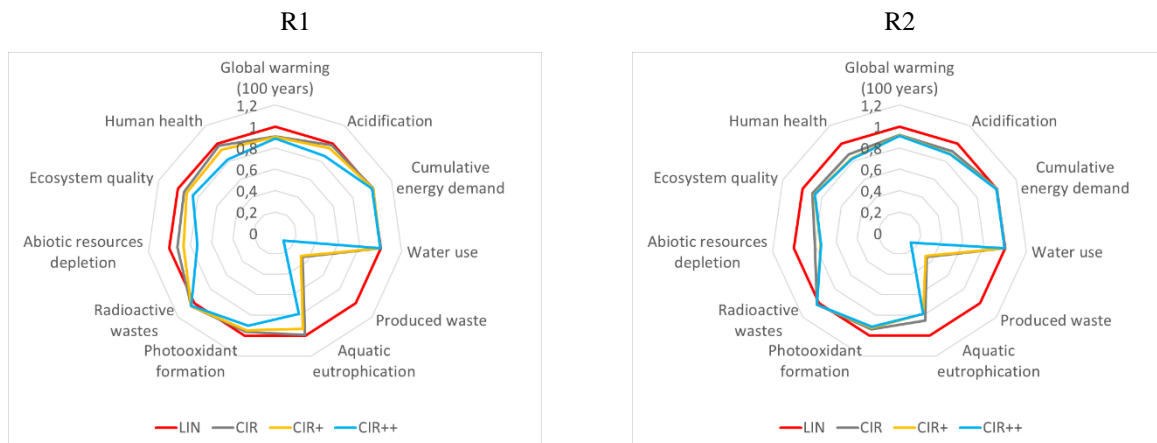 R1
Global warming
(100 years)
Human health
Acidification
Ecosystem quality
Cumulative
energy demand
Abiotic resources
depletion
Water use
Radioactive
wastes
Produced waste
Photooxidant
formation
Aquatic
eutrophication
1,2
1
0,8
0,6
0,4
0,2
0
LIN CIR CIR+ CIR++
R2
Global warming
(100 years)
Human health
Acidification
Ecosystem quality
Cumulative
energy demand
Abiotic resources
depletion
Water use
Radioactive
wastes
Produced waste
Photooxidant
formation
Aquatic
eutrophication
1,2
1
0,8
0,6
0,4
0,2
0
LIN CIR CIR+ CIR++